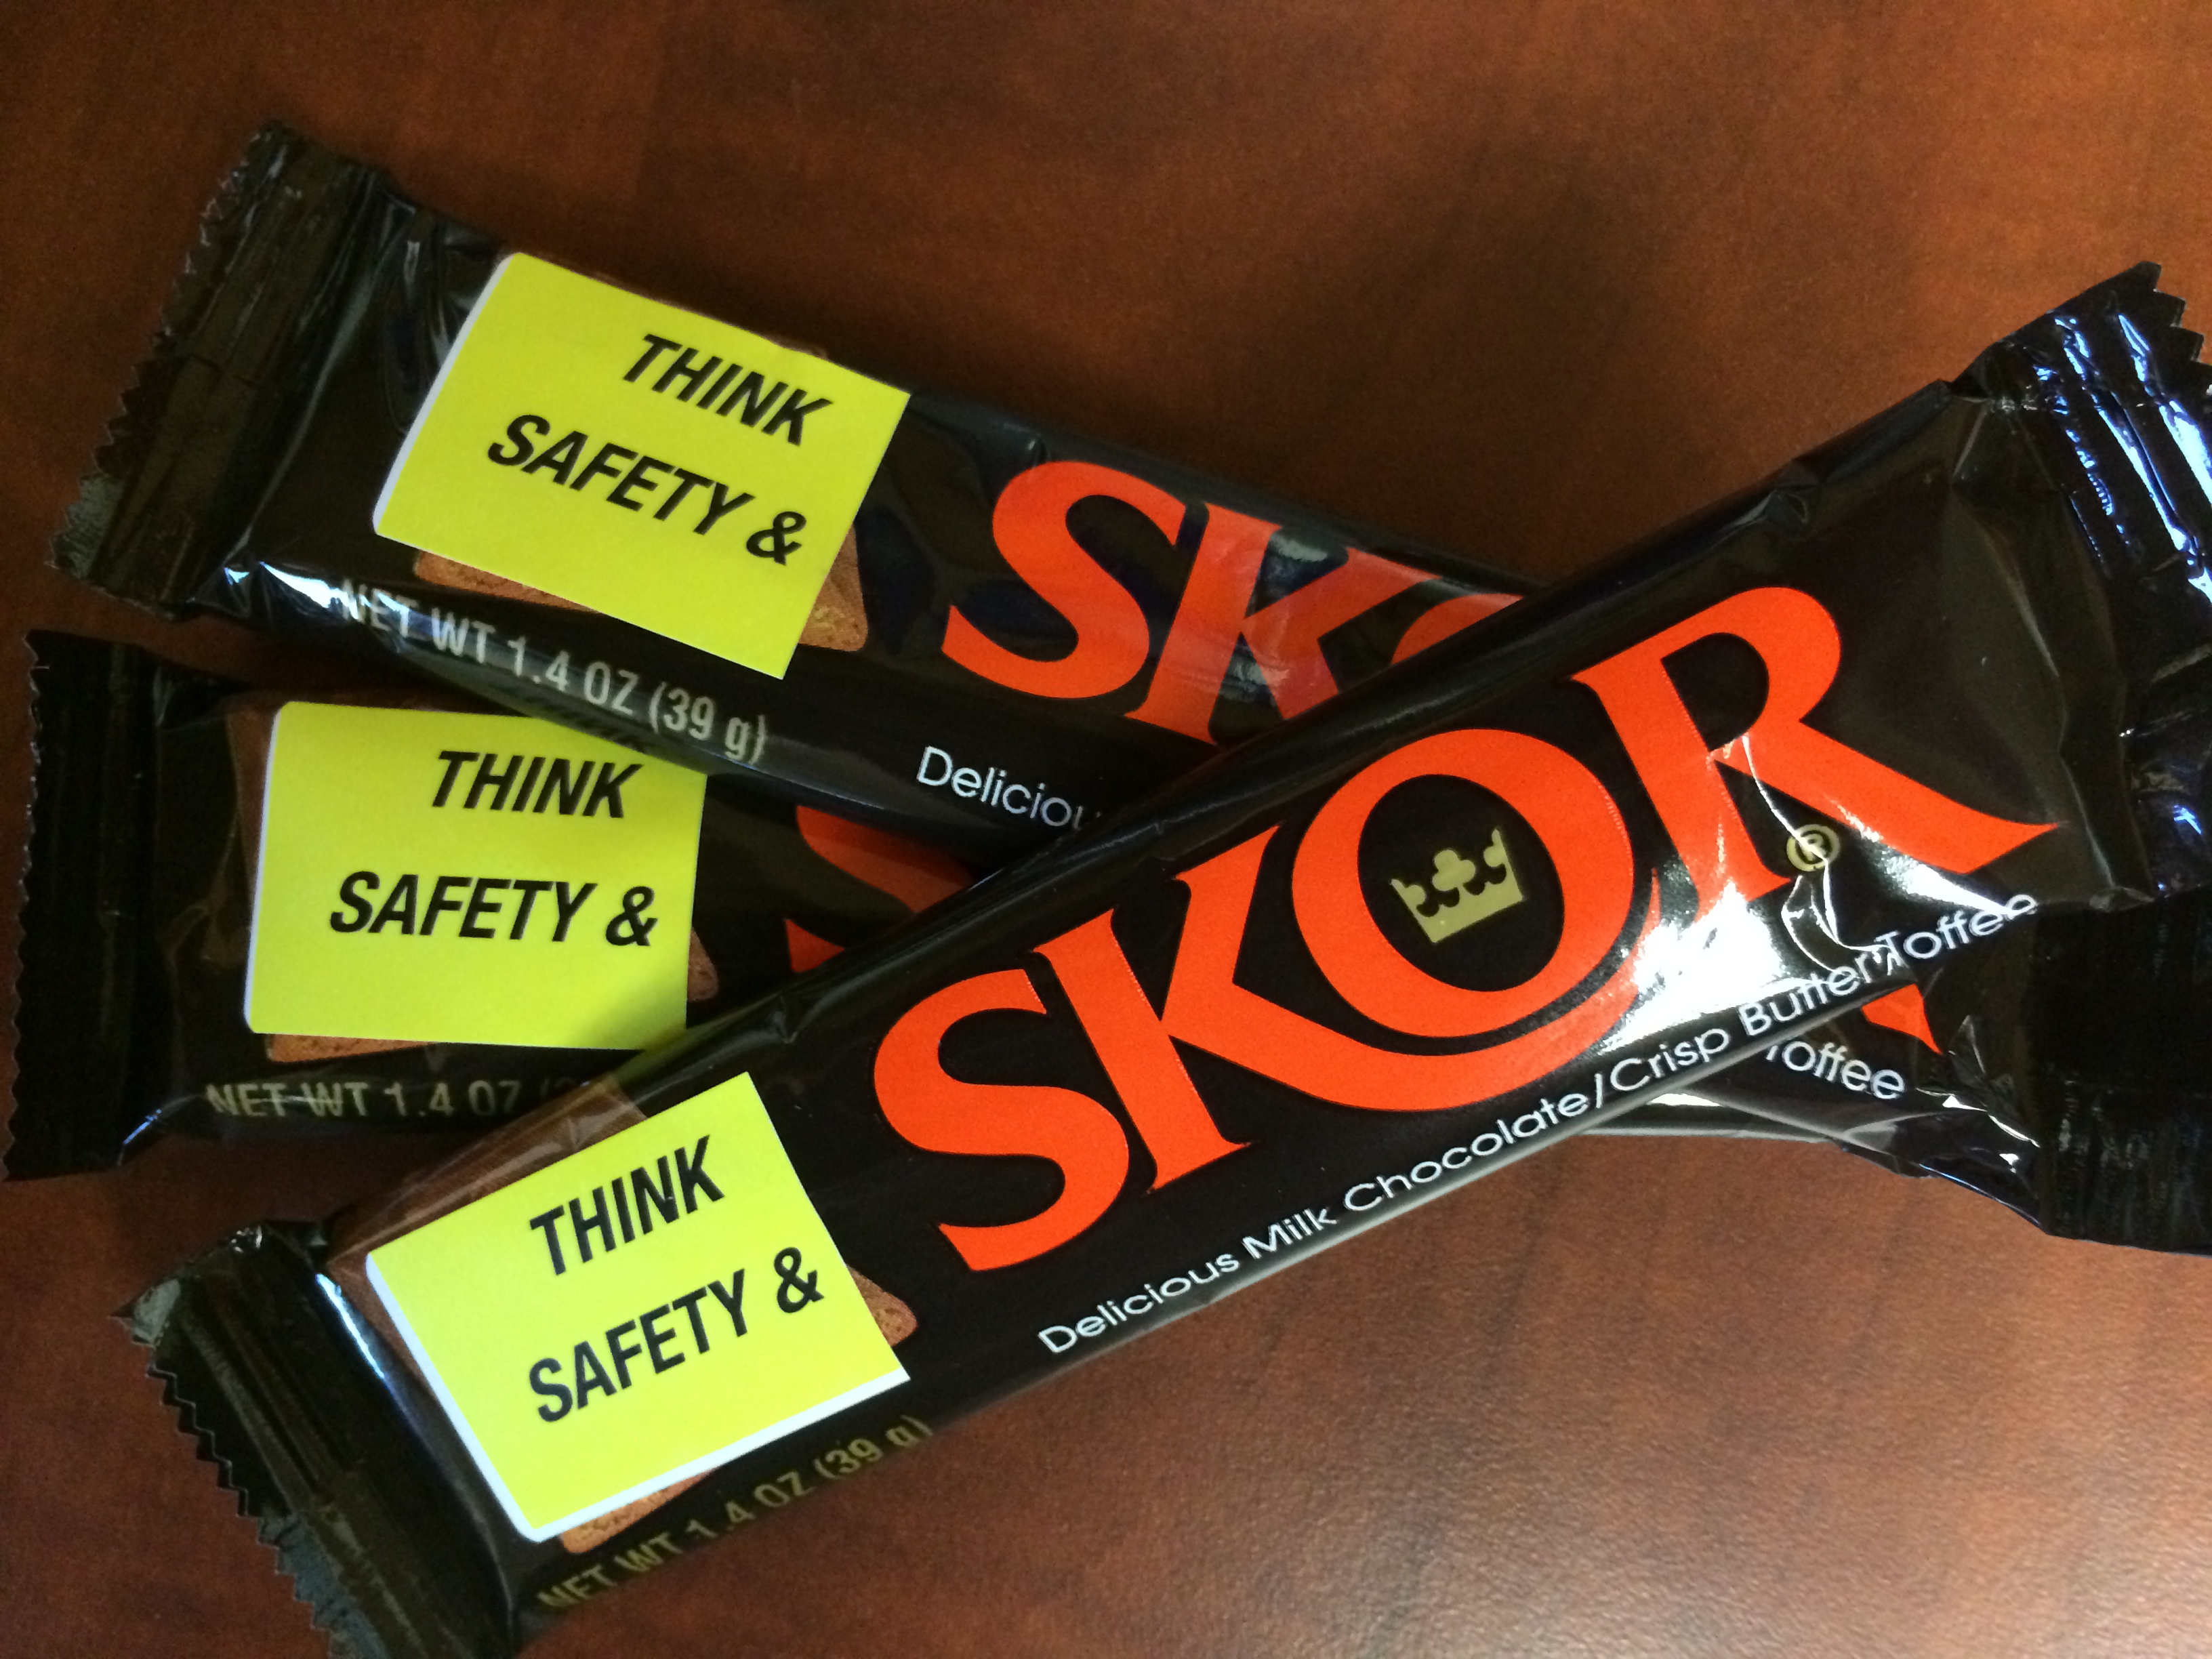 THINK
SAFETY &
SK
NET WT 1.4 OZ (39 g)
Deliciou
THINK
SAFETY &
NET WT 1.4 OZ
Toffee
SKOR®
THINK
SAFETY &
Delicious Milk Chocolate/Crisp Butter Toffee
NET WT 1.4 OZ (39 g)